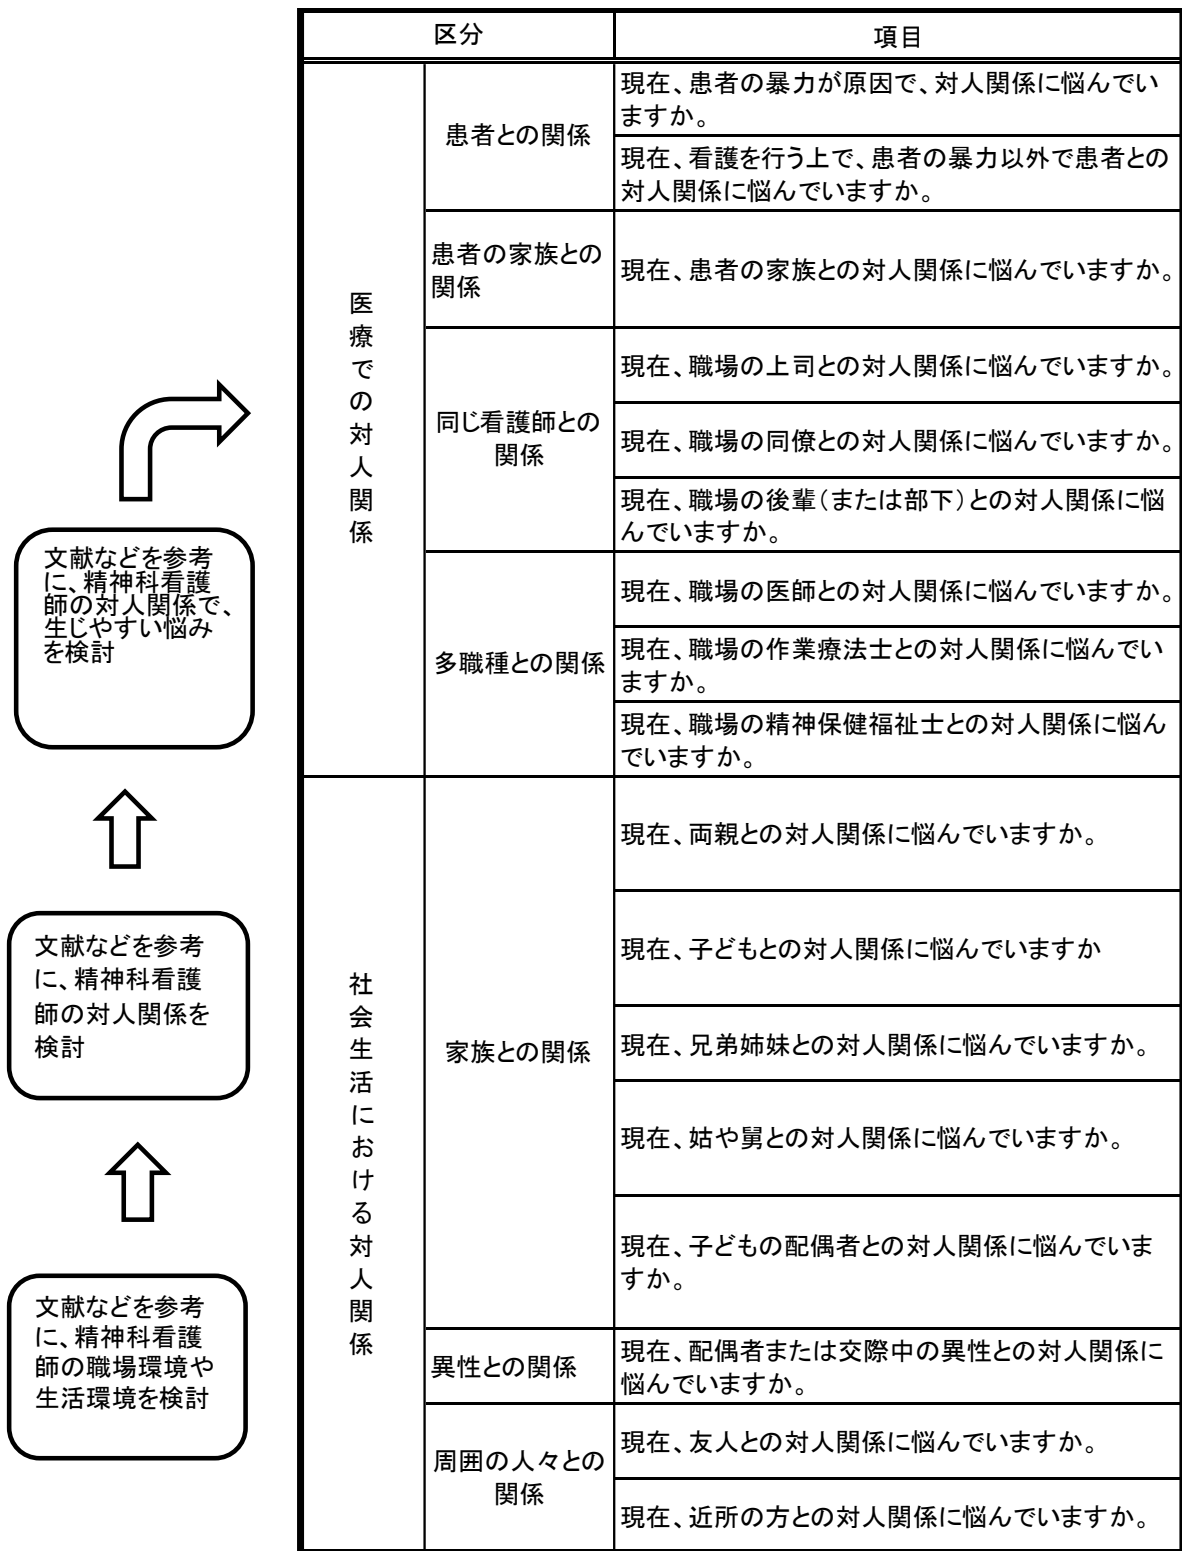 区分
項目
医療での対人関係
患者との関係
現在、患者の暴力が原因で、対人関係に悩んでい
ますか。
現在、看護を行う上で、患者の暴力以外で患者との
対人関係に悩んでいますか。
患者の家族との
関係
現在、患者の家族との対人関係に悩んでいますか。
同じ看護師との
関係
現在、職場の上司との対人関係に悩んでいますか。
現在、職場の同僚との対人関係に悩んでいますか。
現在、職場の後輩（または部下）との対人関係に悩
んでいますか。
多職種との関係
現在、職場の医師との対人関係に悩んでいますか。
現在、職場の作業療法士との対人関係に悩んでい
ますか。
現在、職場の精神保健福祉士との対人関係に悩ん
でいますか。
社会生活における対人関係
家族との関係
現在、両親との対人関係に悩んでいますか。
現在、子どもとの対人関係に悩んでいますか
現在、兄弟姉妹との対人関係に悩んでいますか。
現在、姑や舅との対人関係に悩んでいますか。
現在、子どもの配偶者との対人関係に悩んでいま
すか。
異性との関係
現在、配偶者または交際中の異性との対人関係に
悩んでいますか。
周囲の人々との
関係
現在、友人との対人関係に悩んでいますか。
現在、近所の方との対人関係に悩んでいますか。
文献などを参考
に、精神科看護
師の対人関係で、
生じやすい悩み
を検討
文献などを参考
に、精神科看護
師の対人関係を
検討
文献などを参考
に、精神科看護
師の職場環境や
生活環境を検討